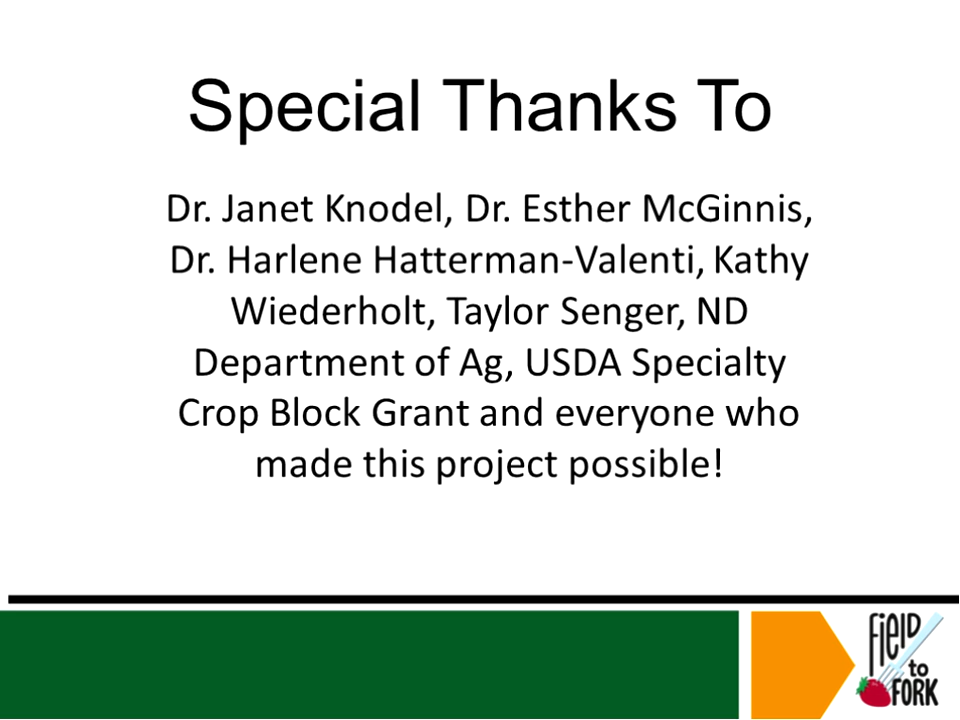 Special Thanks To
Dr. Janet Knodel, Dr. Esther McGinnis,
Dr. Harlene Hatterman-Valenti, Kathy
Wiederholt, Taylor Senger, ND
Department of Ag, USDA Specialty
Crop Block Grant and everyone who
made this project possible!
FiELD
to
FORK